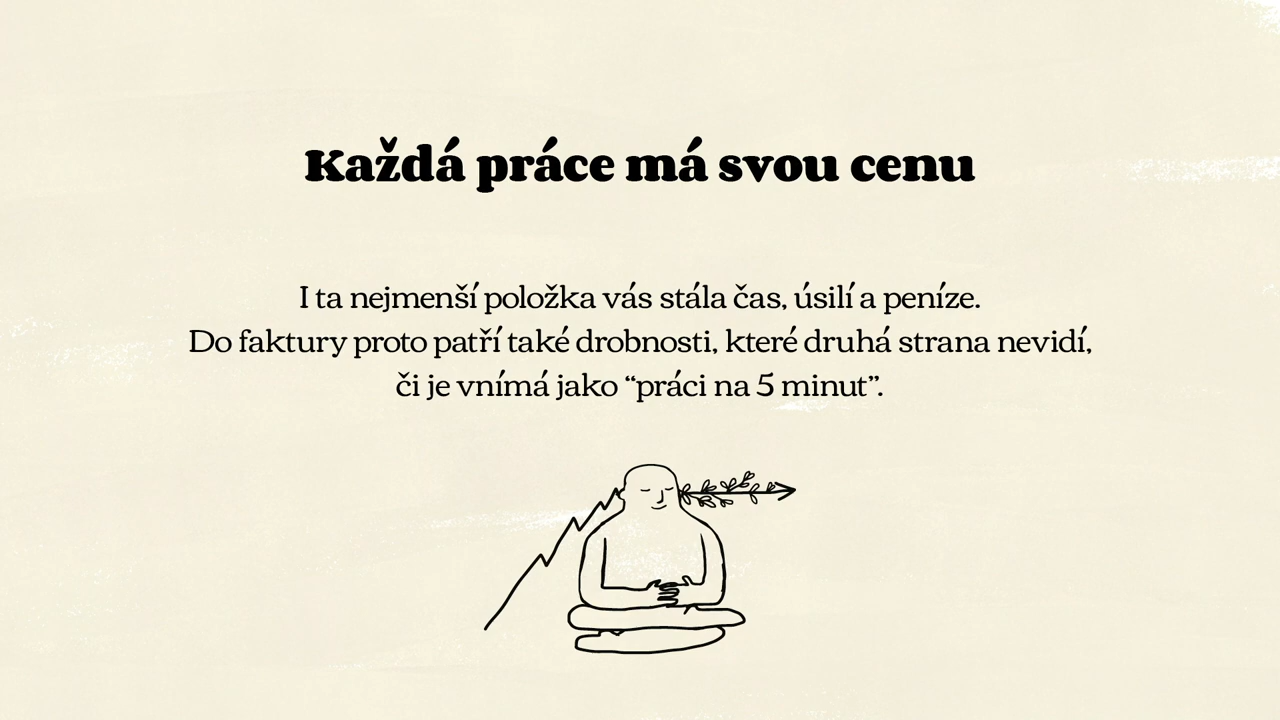 Každá práce má svou cenu
I ta nejmenší položka vás stála čas, úsilí a peníze.
Do faktury proto patří také drobnosti, které druhá strana nevidí,
či je vnímá jako “práci na 5 minut”.